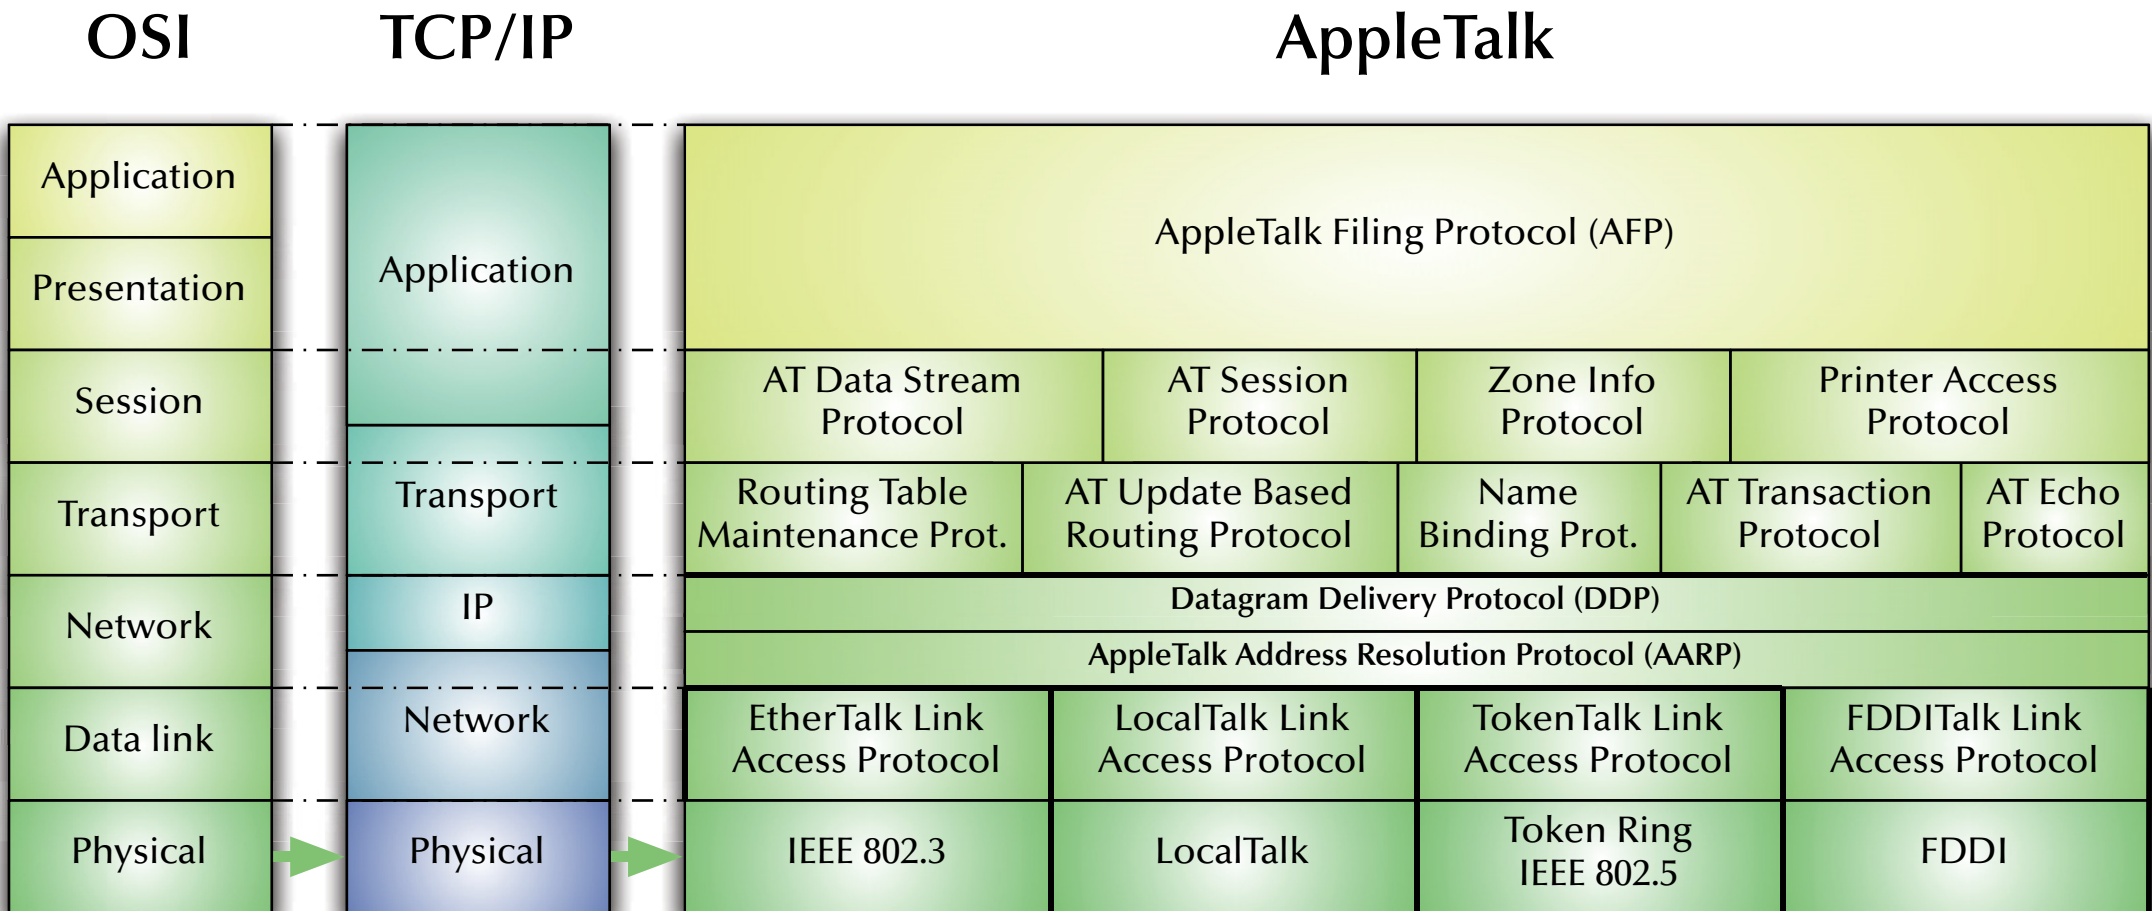 OSI
TCP/IP
AppleTalk
Application
Presentation
Session
Transport
Network
Data link
Physical
Application
Transport
IP
Network
Physical
AppleTalk Filing Protocol (AFP)
AT Data Stream
Protocol
AT Session
Protocol
Zone Info
Protocol
Printer Access
Protocol
Routing Table
Maintenance Prot.
AT Update Based
Routing Protocol
Name
Binding Prot.
AT Transaction
Protocol
AT Echo
Protocol
Datagram Delivery Protocol (DDP)
AppleTalk Address Resolution Protocol (AARP)
EtherTalk Link
Access Protocol
LocalTalk Link
Access Protocol
TokenTalk Link
Access Protocol
FDDITalk Link
Access Protocol
IEEE 802.3
LocalTalk
Token Ring
IEEE 802.5
FDDI